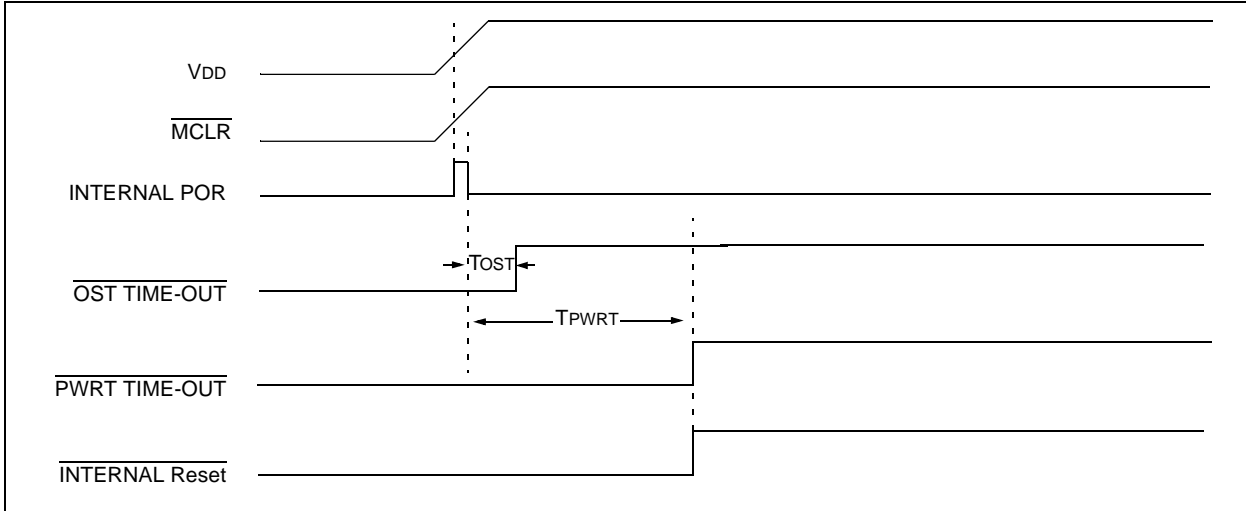 VDD
MCLR
INTERNAL POR
TOST
OST TIME-OUT
TPWRT
PWRT TIME-OUT
INTERNAL Reset